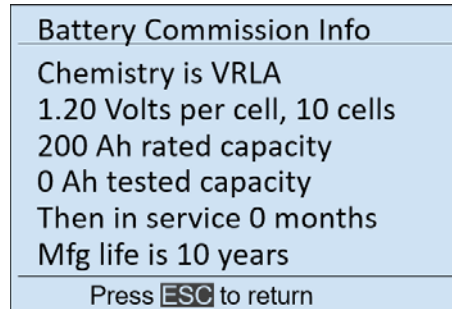 Battery Commission Info
Chemistry is VRLA
1.20 Volts per cell, 10 cells
200 Ah rated capacity
0 Ah tested capacity
Then in service 0 months
Mfg life is 10 years
Press ESC to return